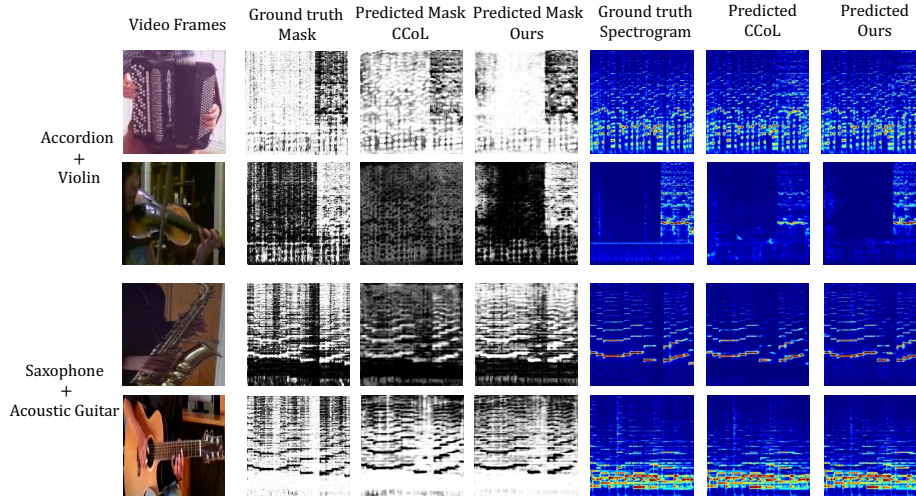 Video Frames
Ground truth
Mask
Predicted Mask
CCoL
Predicted Mask
Ours
Ground truth
Spectrogram
Predicted
CCoL
Predicted
Ours
Accordion
+
Violin
Saxophone
+
Acoustic Guitar